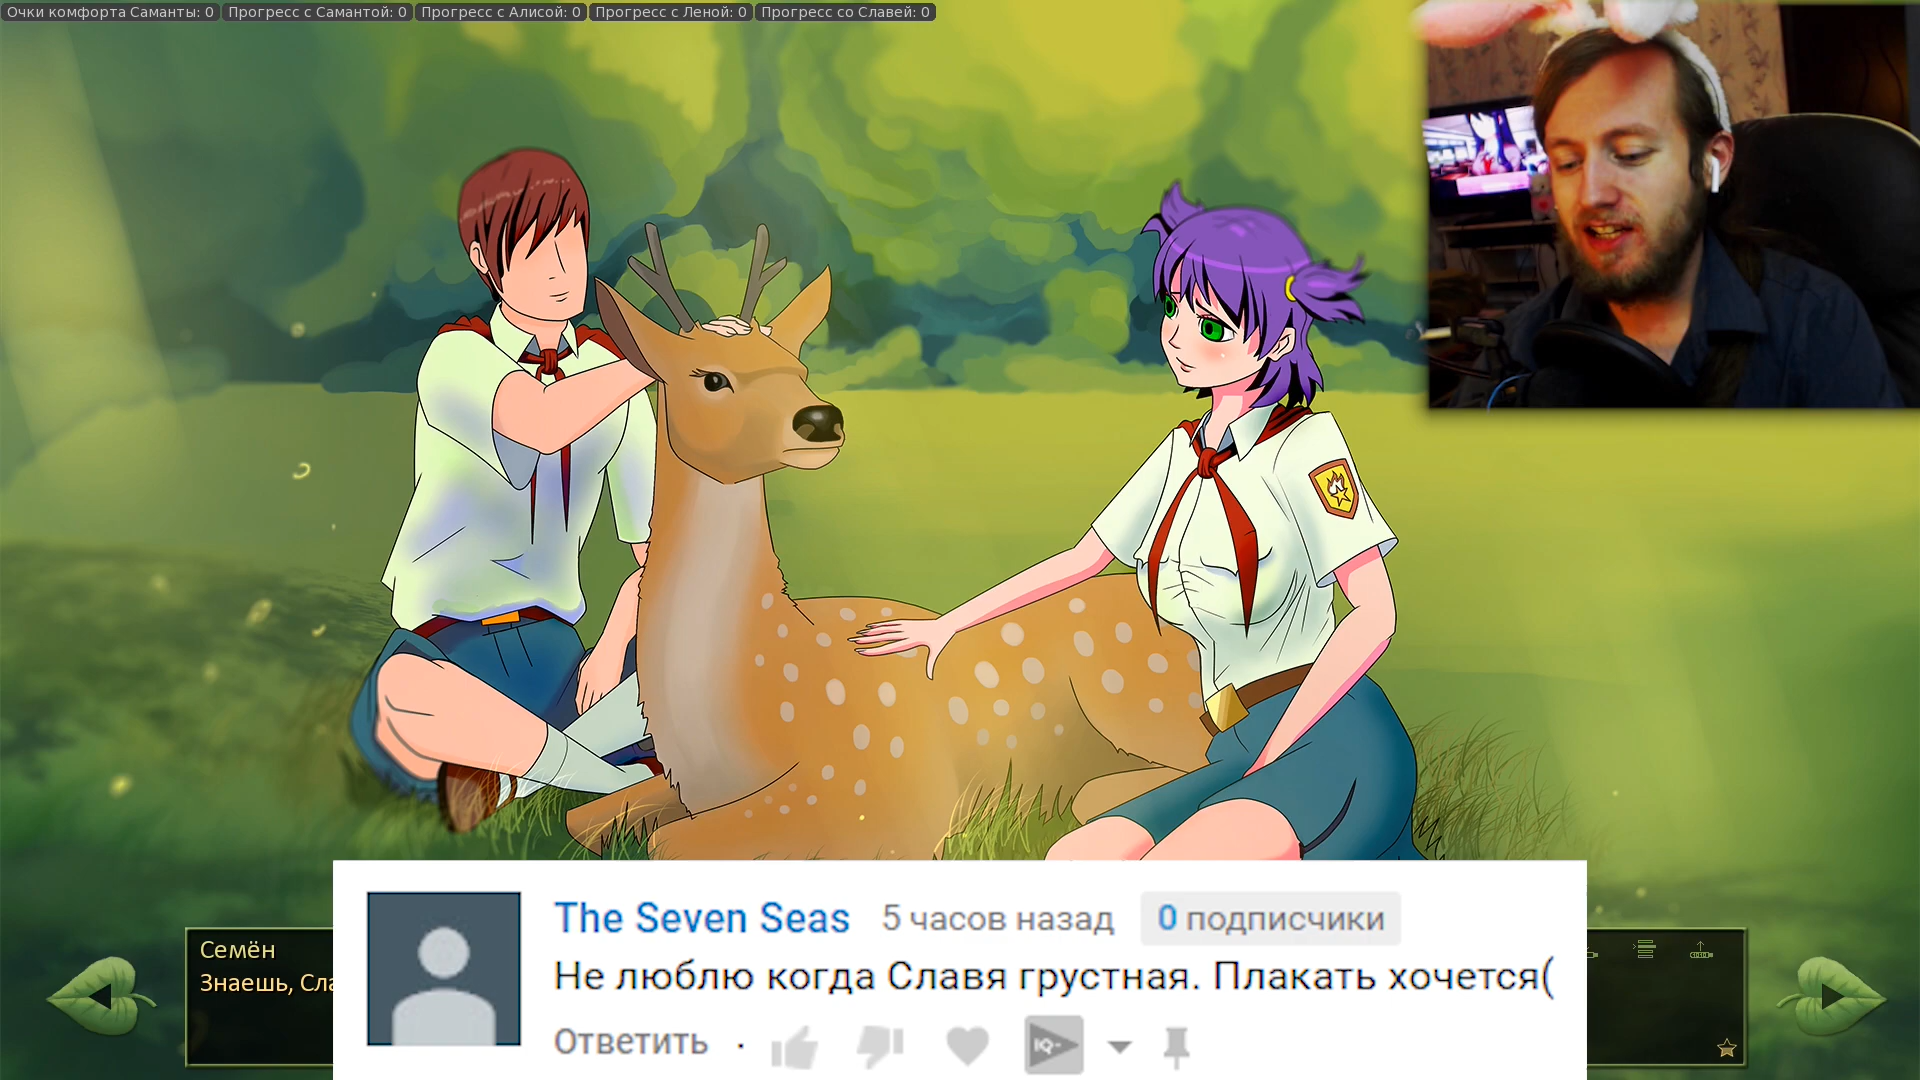 Очки комфорта Саманты: 0 Прогресс с Самантой: 0 Прогресс с Алисой: 0 Прогресс с Леной: 0 Прогресс со Славей: 0
The Seven Seas 5 часов назад 0 подписчики
Семён
Не люблю когда Славя грустная. Плакать хочется(
Знаешь, Сла
Ответить · IQ-